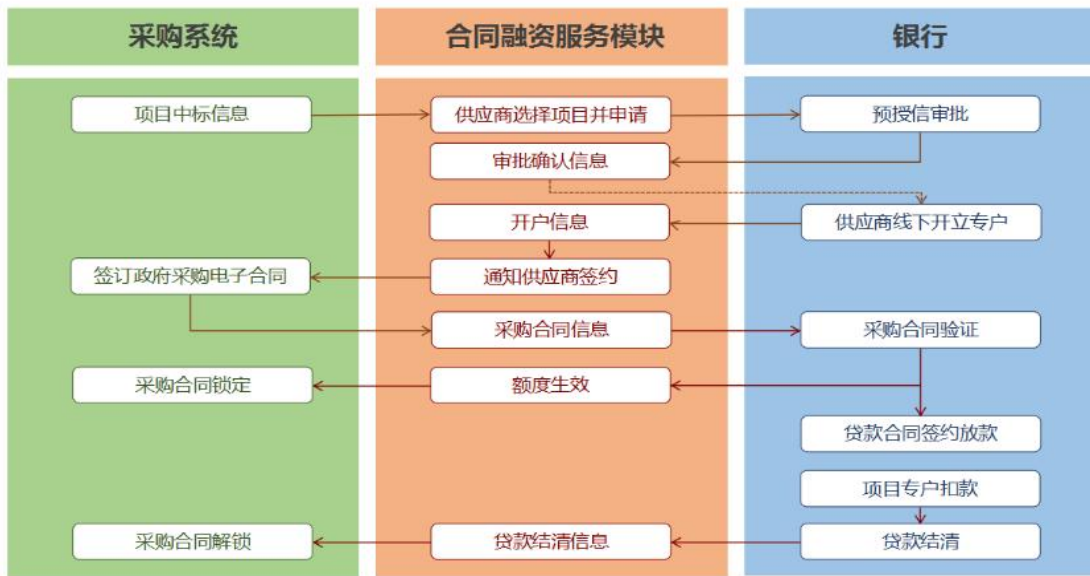 采购系统
合同融资服务模块
银行
项目中标信息
供应商选择项目并申请
预授信审批
审批确认信息
开户信息
供应商线下开立专户
签订政府采购电子合同
通知供应商签约
采购合同信息
采购合同验证
采购合同锁定
额度生效
贷款合同签约放款
项目专户扣款
采购合同解锁
贷款结清信息
贷款结清